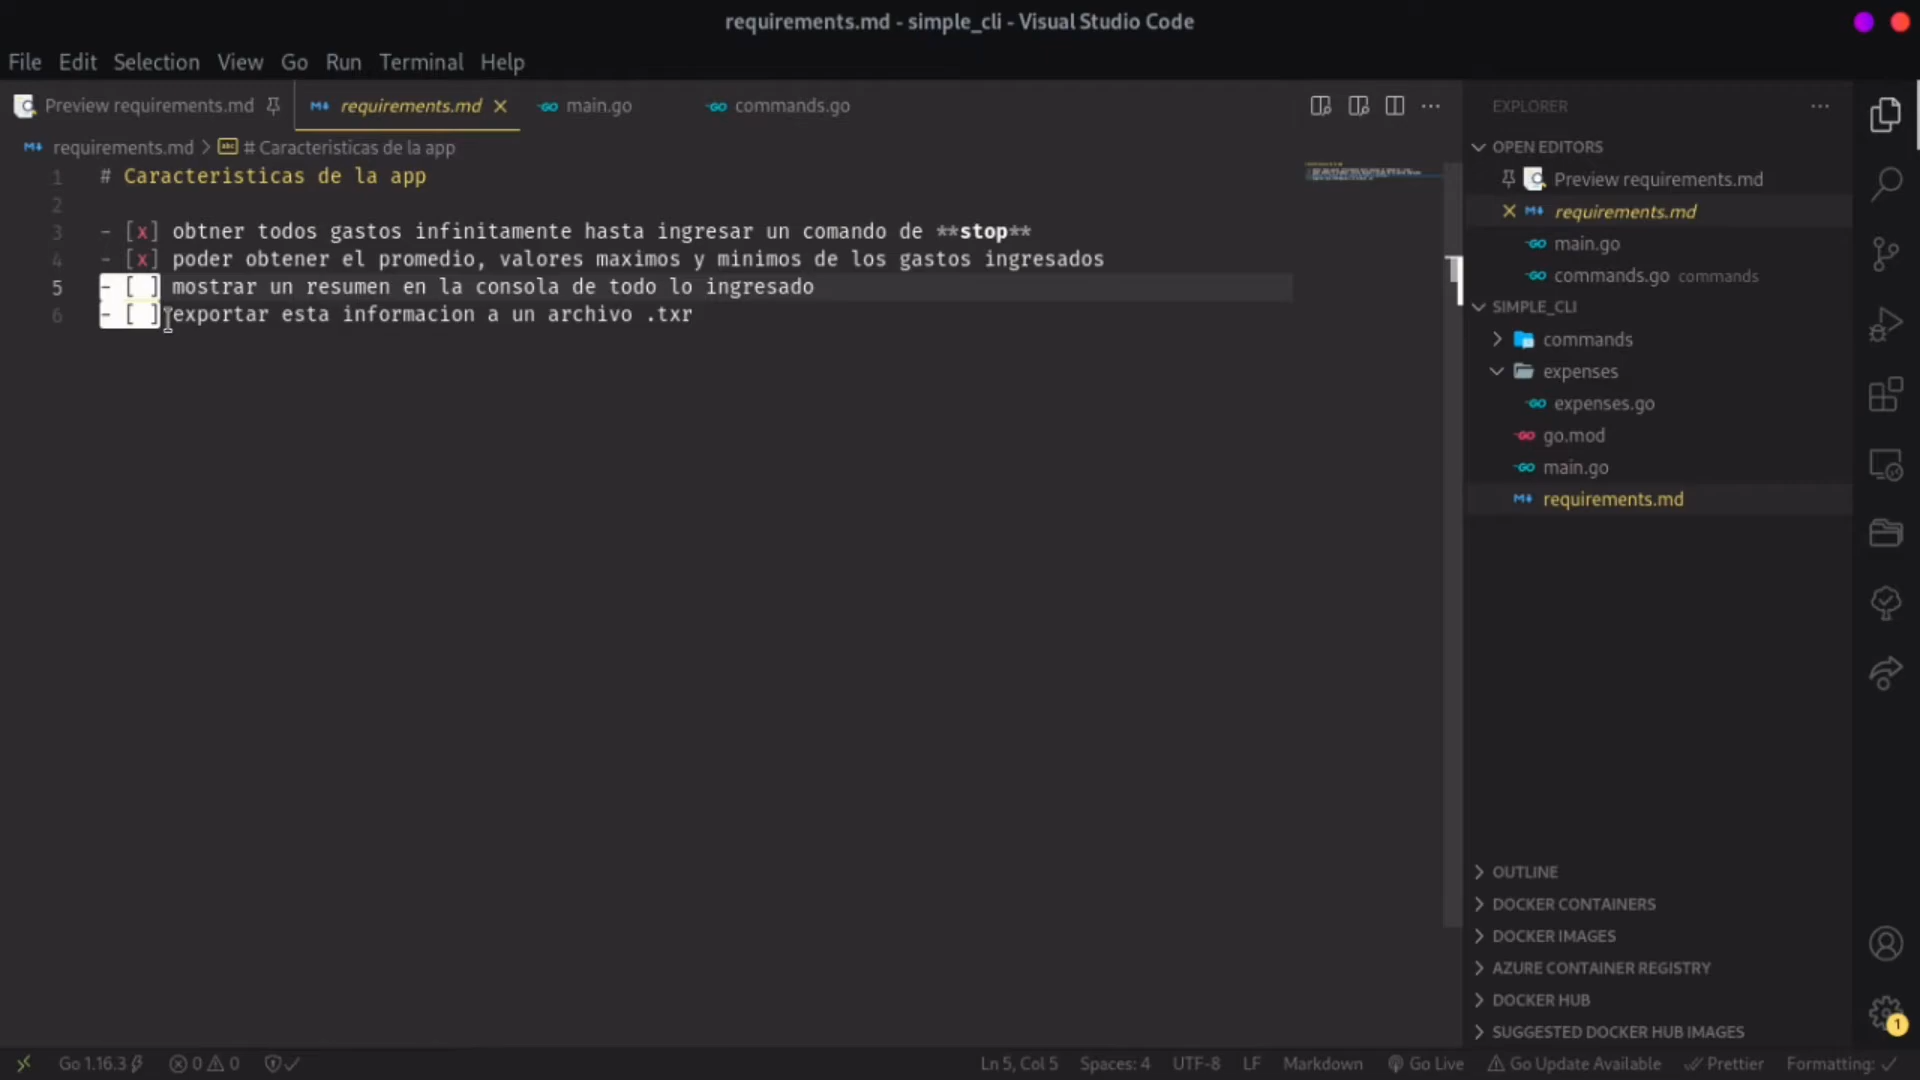 requirements.md - simple_cli - Visual Studio Code
File Edit Selection View Go Run Terminal Help
Preview requirements.md requirements.md main.go commands.go
requirements.md > # Caracteristicas de la app
1 # Caracteristicas de la app
2
3 - [x] obtner todos gastos infinitamente hasta ingresar un comando de **stop**
4 - [x] poder obtener el promedio, valores maximos y minimos de los gastos ingresados
5 - [ ] mostrar un resumen en la consola de todo lo ingresado
6 - [ ] exportar esta informacion a un archivo .txr
EXPLORER
OPEN EDITORS
Preview requirements.md
requirements.md
main.go
commands.go commands
SIMPLE_CLI
commands
expenses
expenses.go
go.mod
main.go
requirements.md
OUTLINE
DOCKER CONTAINERS
DOCKER IMAGES
AZURE CONTAINER REGISTRY
DOCKER HUB
SUGGESTED DOCKER HUB IMAGES
1
Go 1.16.3 0 0 Ln 5, Col 5 Spaces: 4 UTF-8 LF Markdown Go Live Go Update Available Prettier Formatting: ✓